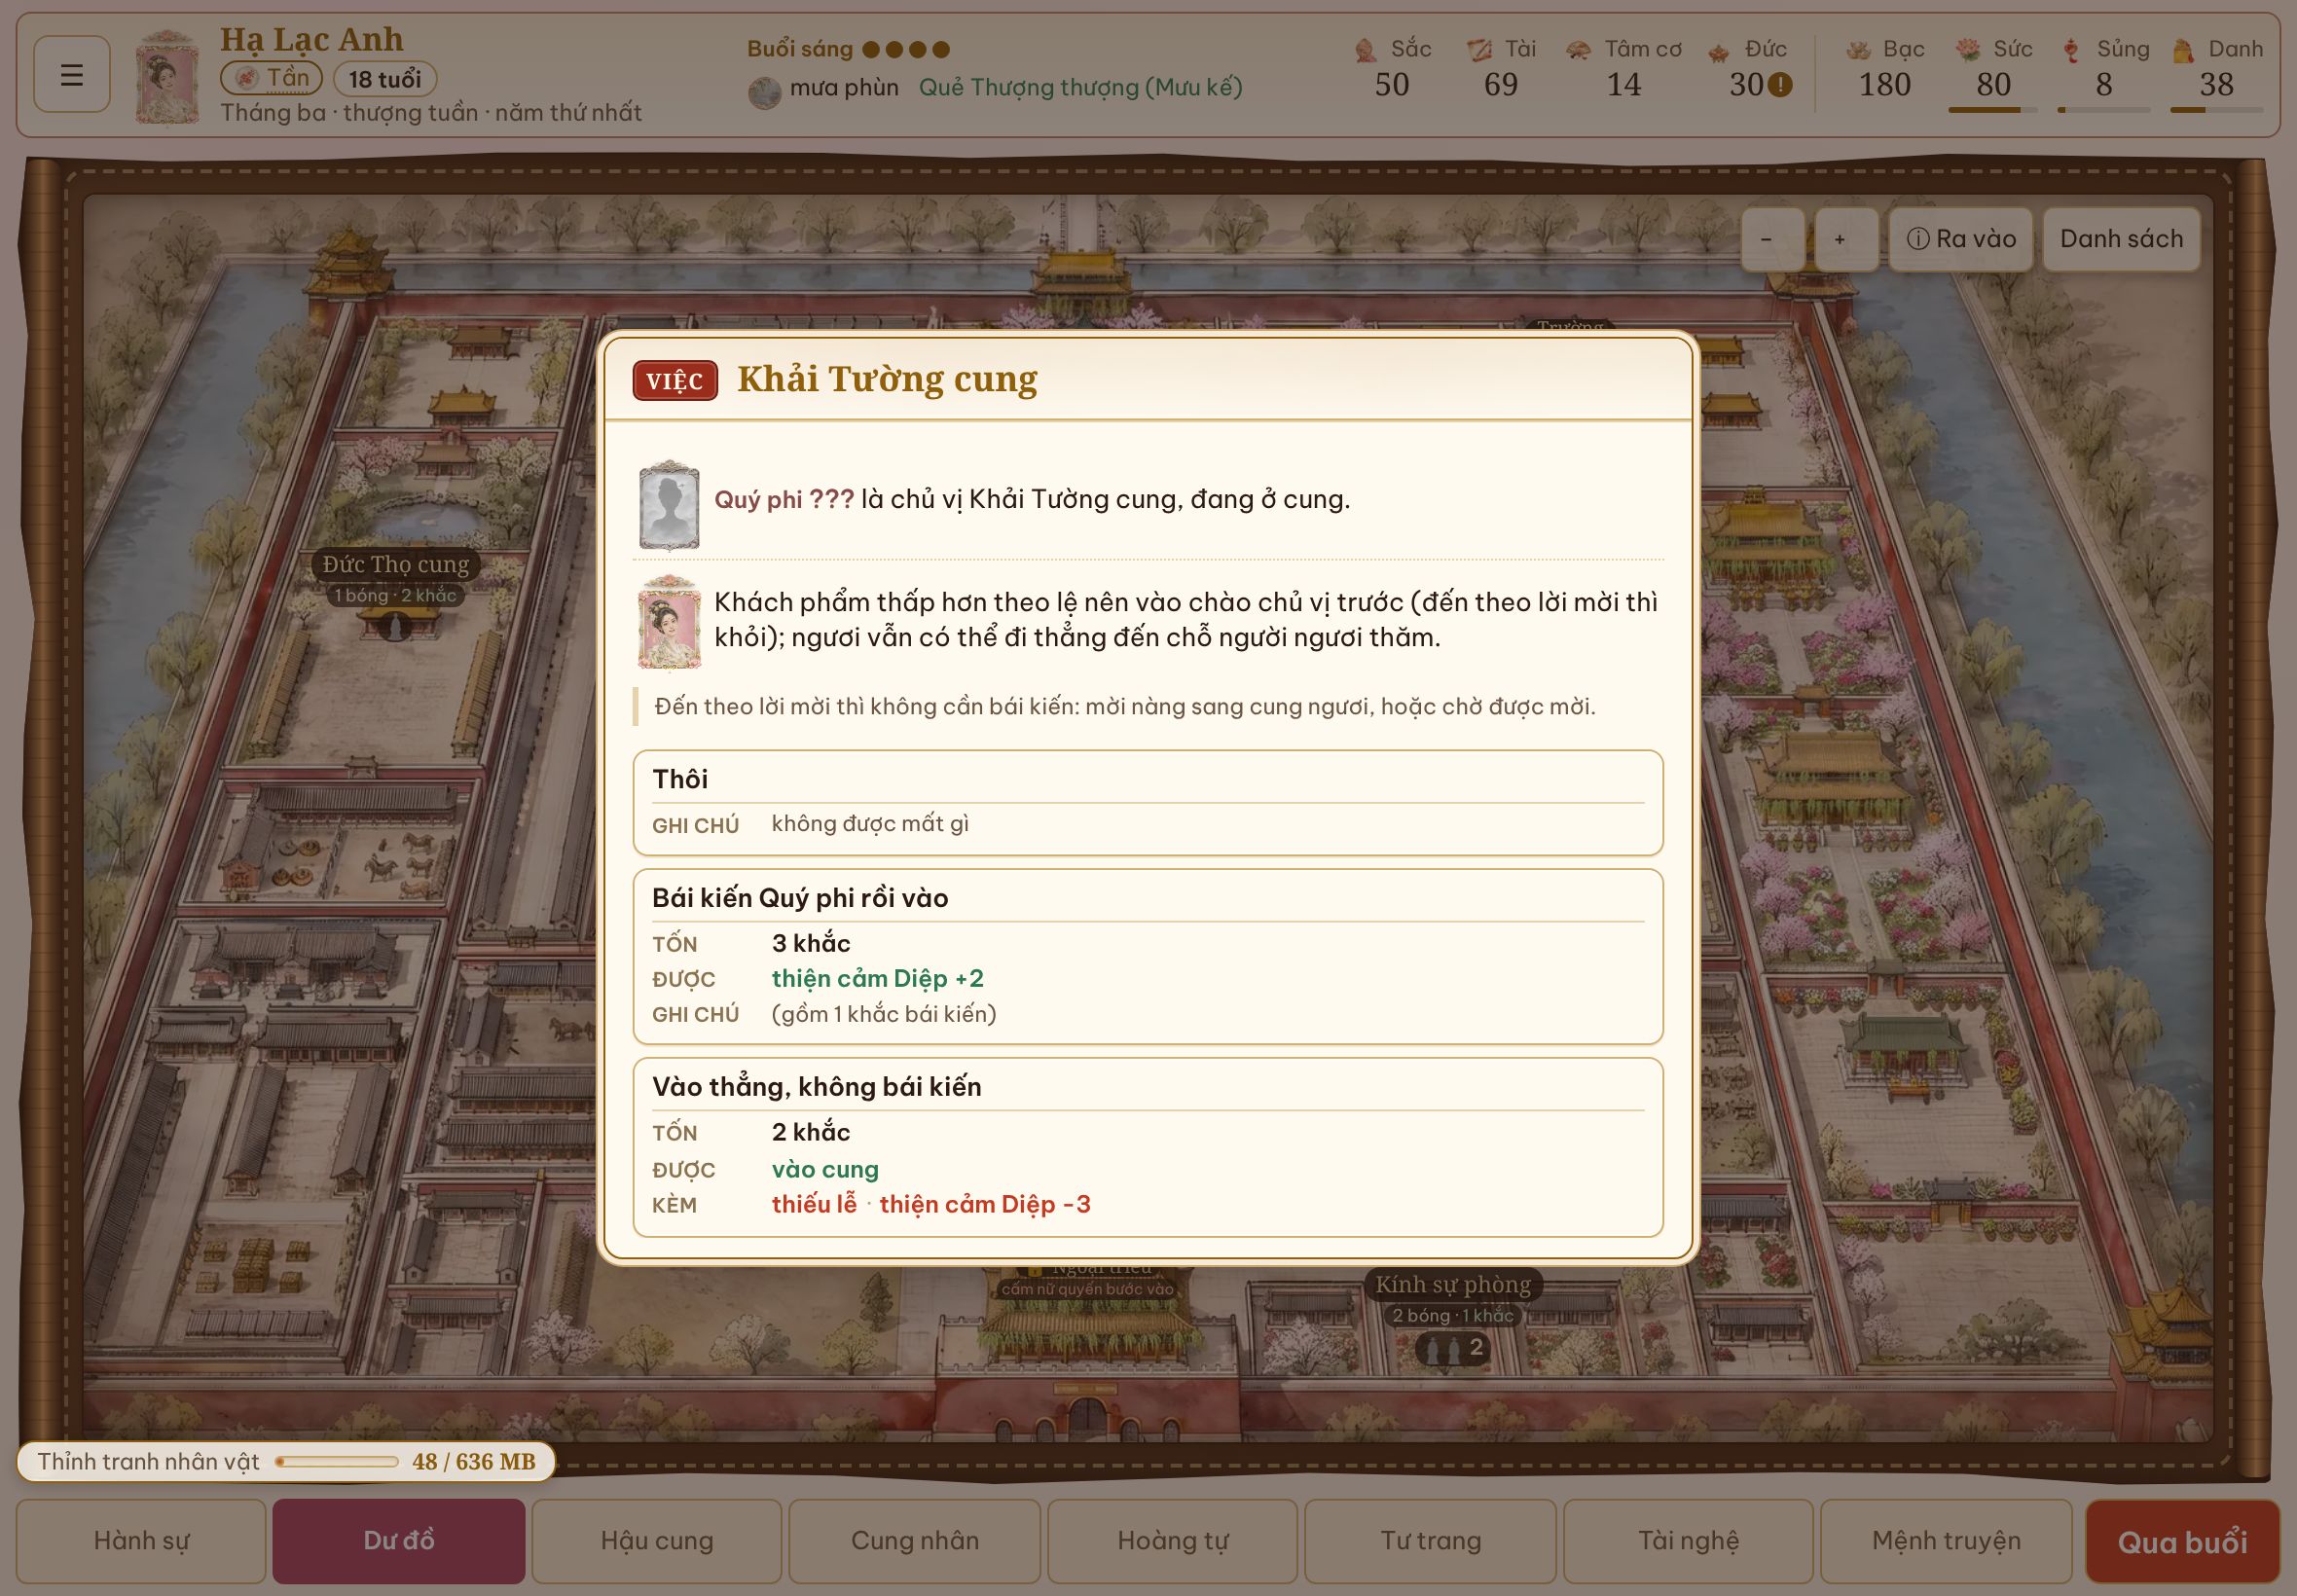 ☰
Hạ Lạc Anh
Tần
18 tuổi
Tháng ba · thượng tuần · năm thứ nhất
Buổi sáng
mưa phùn Quẻ Thượng thượng (Mưu kế)
Sắc Tài Tâm cơ Đức Bạc Sức Sủng Danh
50 69 14 30 ! 180 80 8 38
− + ⓘ Ra vào Danh sách
Trường
VIỆC Khải Tường cung
Quý phi ??? là chủ vị Khải Tường cung, đang ở cung.
Khách phẩm thấp hơn theo lệ nên vào chào chủ vị trước (đến theo lời mời thì
khỏi); ngươi vẫn có thể đi thẳng đến chỗ người ngươi thăm.
Đến theo lời mời thì không cần bái kiến: mời nàng sang cung ngươi, hoặc chờ được mời.
Thôi
GHI CHÚ không được mất gì
Bái kiến Quý phi rồi vào
TỐN 3 khắc
ĐƯỢC thiện cảm Diệp +2
GHI CHÚ (gồm 1 khắc bái kiến)
Vào thẳng, không bái kiến
TỐN 2 khắc
ĐƯỢC vào cung
KÈM thiếu lễ · thiện cảm Diệp -3
Đức Thọ cung
1 bóng · 2 khắc
Ngoại triều
cấm nữ quyến bước vào
Kính sự phòng
2 bóng · 1 khắc
2
Thỉnh tranh nhân vật 48 / 636 MB
Hành sự Dư đồ Hậu cung Cung nhân Hoàng tự Tư trang Tài nghệ Mệnh truyện Qua buổi